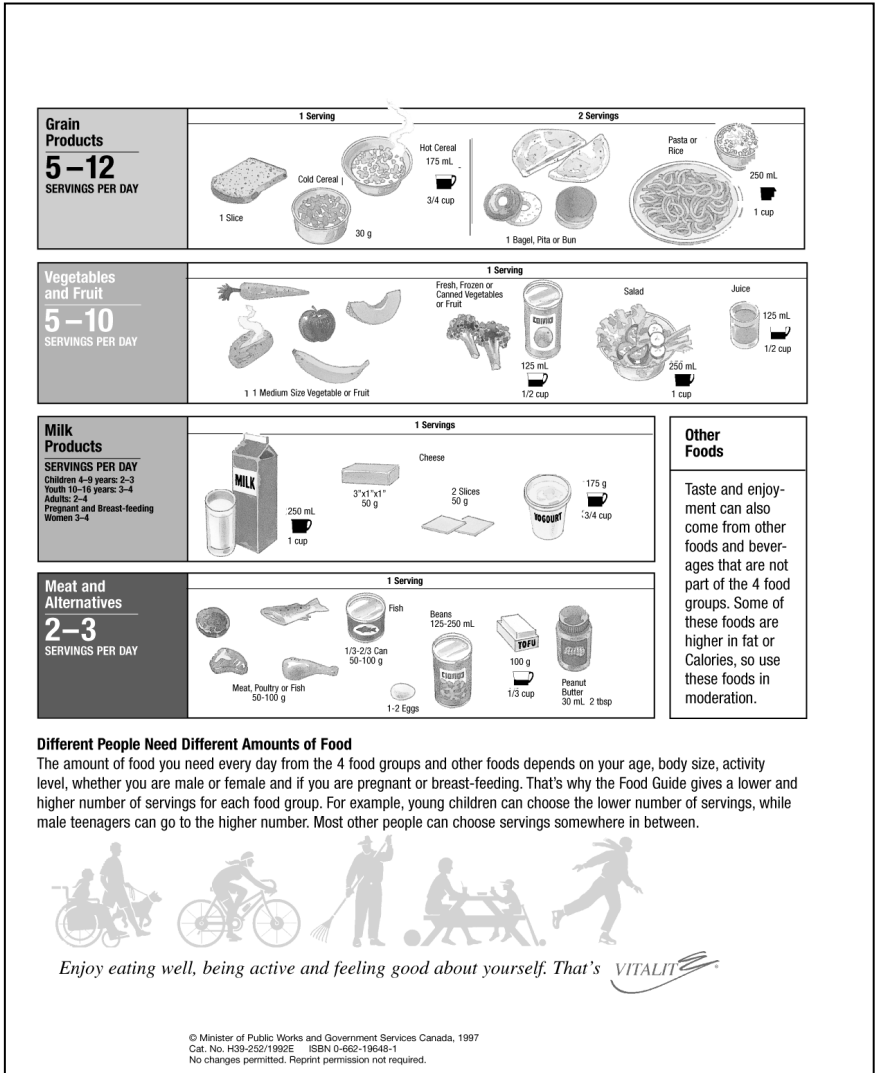 Grain
Products
5–12
SERVINGS PER DAY
1 Serving
1 Slice
Cold Cereal
30 g
Hot Cereal
175 mL
3/4 cup
2 Servings
1 Bagel, Pita or Bun
Pasta or
Rice
250 mL
1 cup
Vegetables
and Fruit
5–10
SERVINGS PER DAY
1 Serving
1 1 Medium Size Vegetable or Fruit
Fresh, Frozen or
Canned Vegetables
or Fruit
125 mL
1/2 cup
Salad
250 mL
1 cup
Juice
125 mL
1/2 cup
Milk
Products
SERVINGS PER DAY
Children 4–9 years: 2–3
Youth 10–16 years: 3–4
Adults: 2–4
Pregnant and Breast-feeding
Women 3–4
1 Servings
MILK
250 mL
1 cup
Cheese
3"x1"x1"
50 g
2 Slices
50 g
YOGOURT
175 g
3/4 cup
Meat and
Alternatives
2–3
SERVINGS PER DAY
1 Serving
Meat, Poultry or Fish
50-100 g
Fish
1/3-2/3 Can
50-100 g
1-2 Eggs
Beans
125-250 mL
TOFU
100 g
1/3 cup
Peanut
Butter
30 mL 2 tbsp
Other
Foods
Taste and enjoy-
ment can also
come from other
foods and bever-
ages that are not
part of the 4 food
groups. Some of
these foods are
higher in fat or
Calories, so use
these foods in
moderation.
Different People Need Different Amounts of Food
The amount of food you need every day from the 4 food groups and other foods depends on your age, body size, activity
level, whether you are male or female and if you are pregnant or breast-feeding. That's why the Food Guide gives a lower and
higher number of servings for each food group. For example, young children can choose the lower number of servings, while
male teenagers can go to the higher number. Most other people can choose servings somewhere in between.
Enjoy eating well, being active and feeling good about yourself. That's VITALITÉ
© Minister of Public Works and Government Services Canada, 1997
Cat. No. H39-252/1992E ISBN 0-662-19648-1
No changes permitted. Reprint permission not required.